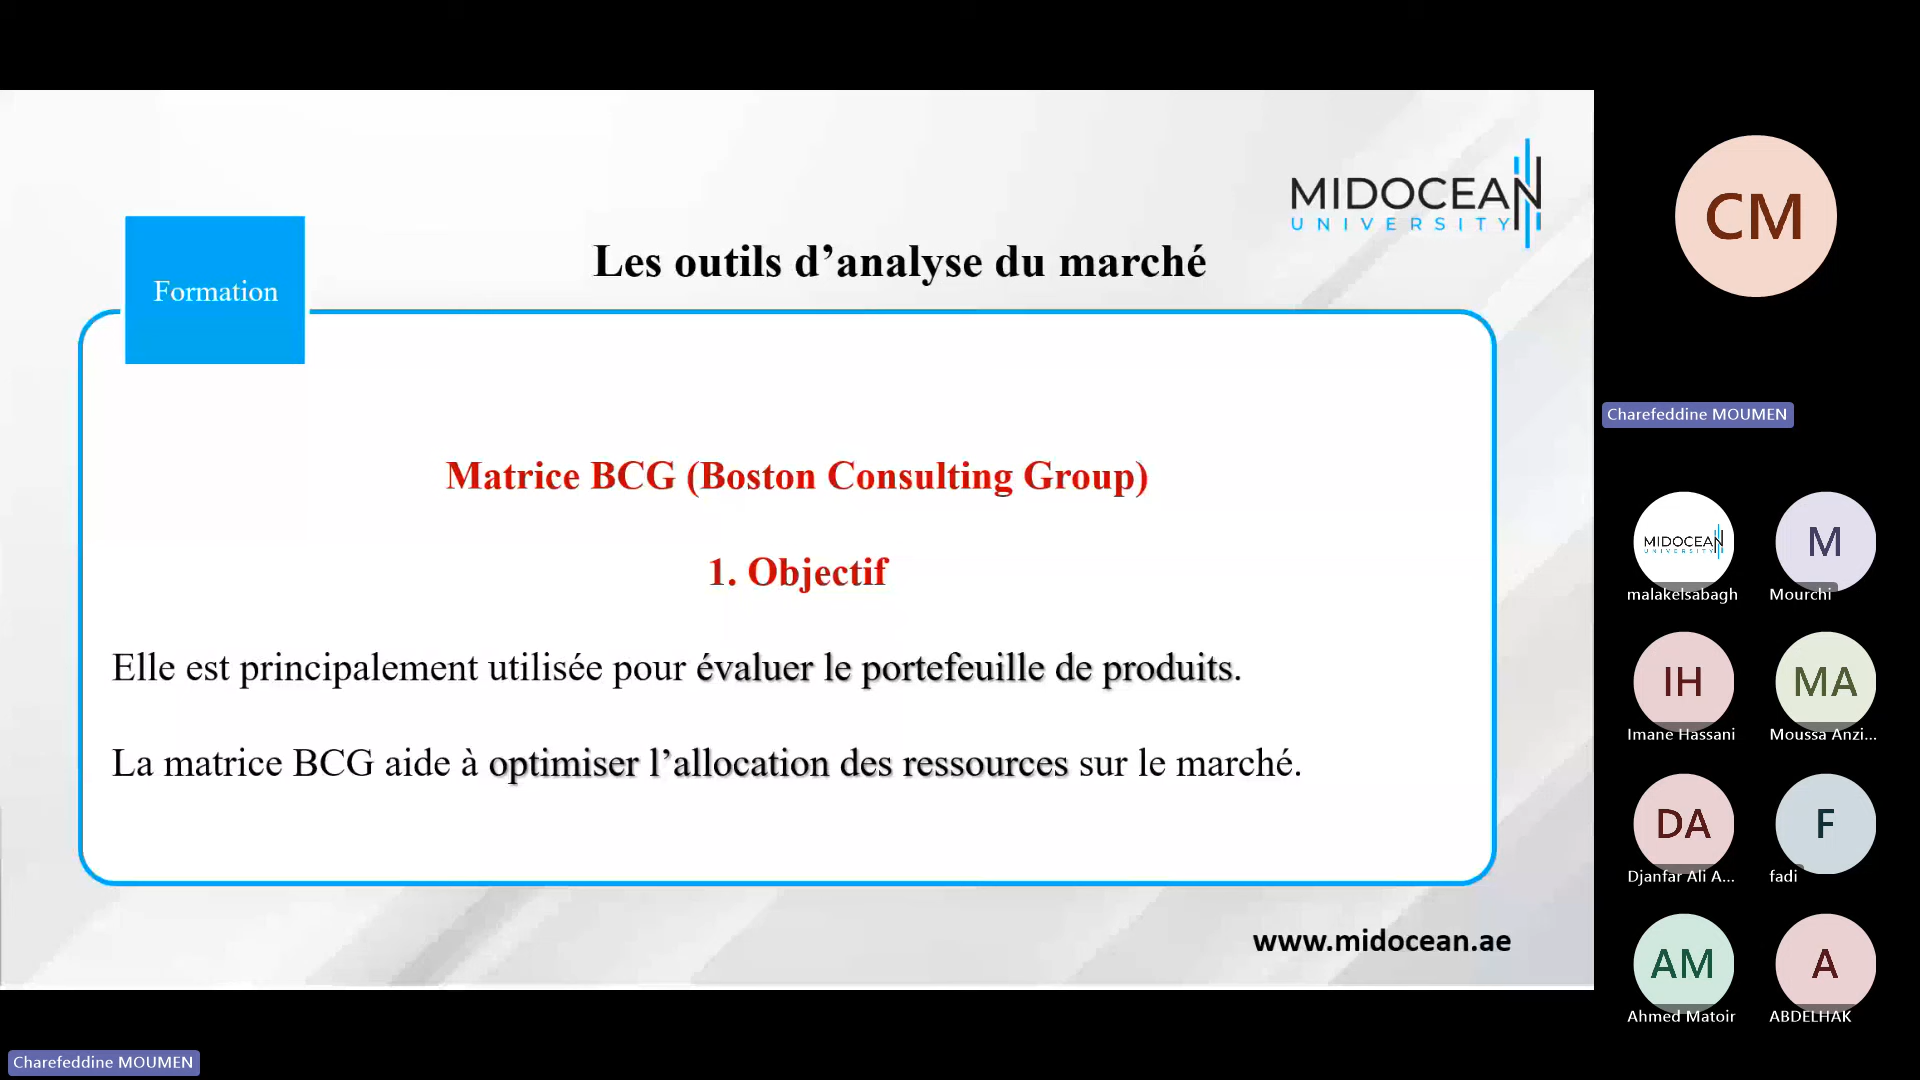 MIDOCEAN
UNIVERSITY
Formation
Les outils d’analyse du marché
Matrice BCG (Boston Consulting Group)
1. Objectif
Elle est principalement utilisée pour évaluer le portefeuille de produits.
La matrice BCG aide à optimiser l’allocation des ressources sur le marché.
www.midocean.ae
Charefeddine MOUMEN
CM
Charefeddine MOUMEN
MIDOCEAN
UNIVERSITY
malakelsabagh
M
Mourchi
IH
Imane Hassani
MA
Moussa Anzi...
DA
Djanfar Ali A...
F
fadi
AM
Ahmed Matoir
A
ABDELHAK